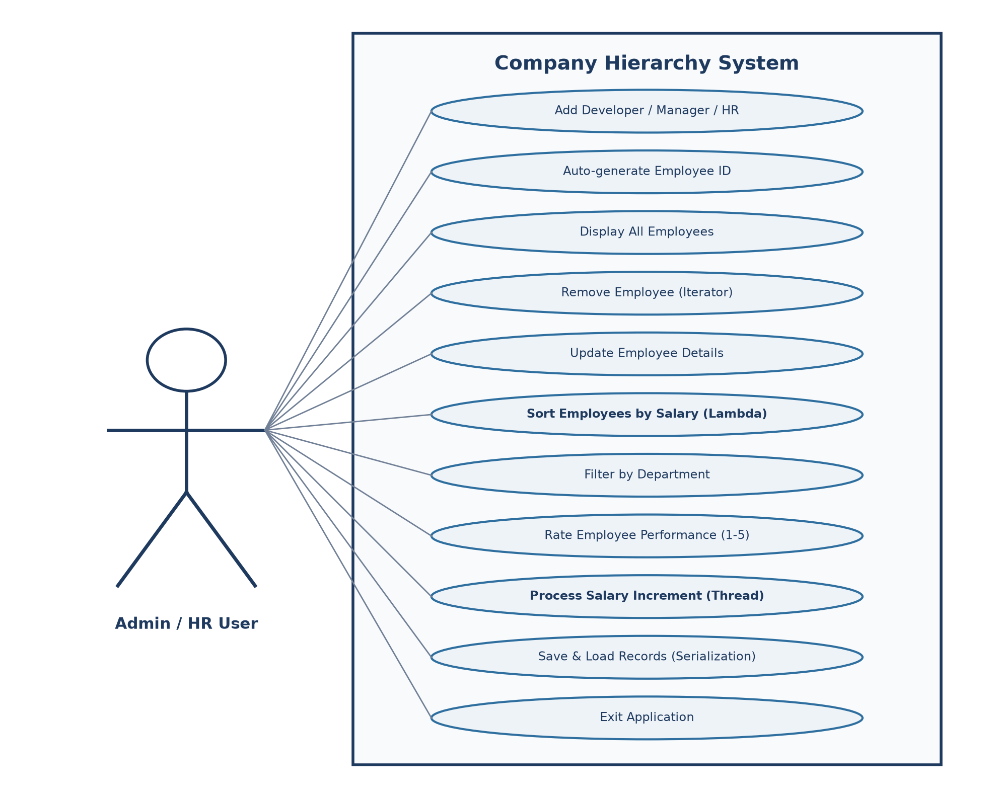 Company Hierarchy System
Add Developer / Manager / HR
Auto-generate Employee ID
Display All Employees
Remove Employee (Iterator)
Update Employee Details
Sort Employees by Salary (Lambda)
Filter by Department
Rate Employee Performance (1-5)
Process Salary Increment (Thread)
Save & Load Records (Serialization)
Exit Application
Admin / HR User